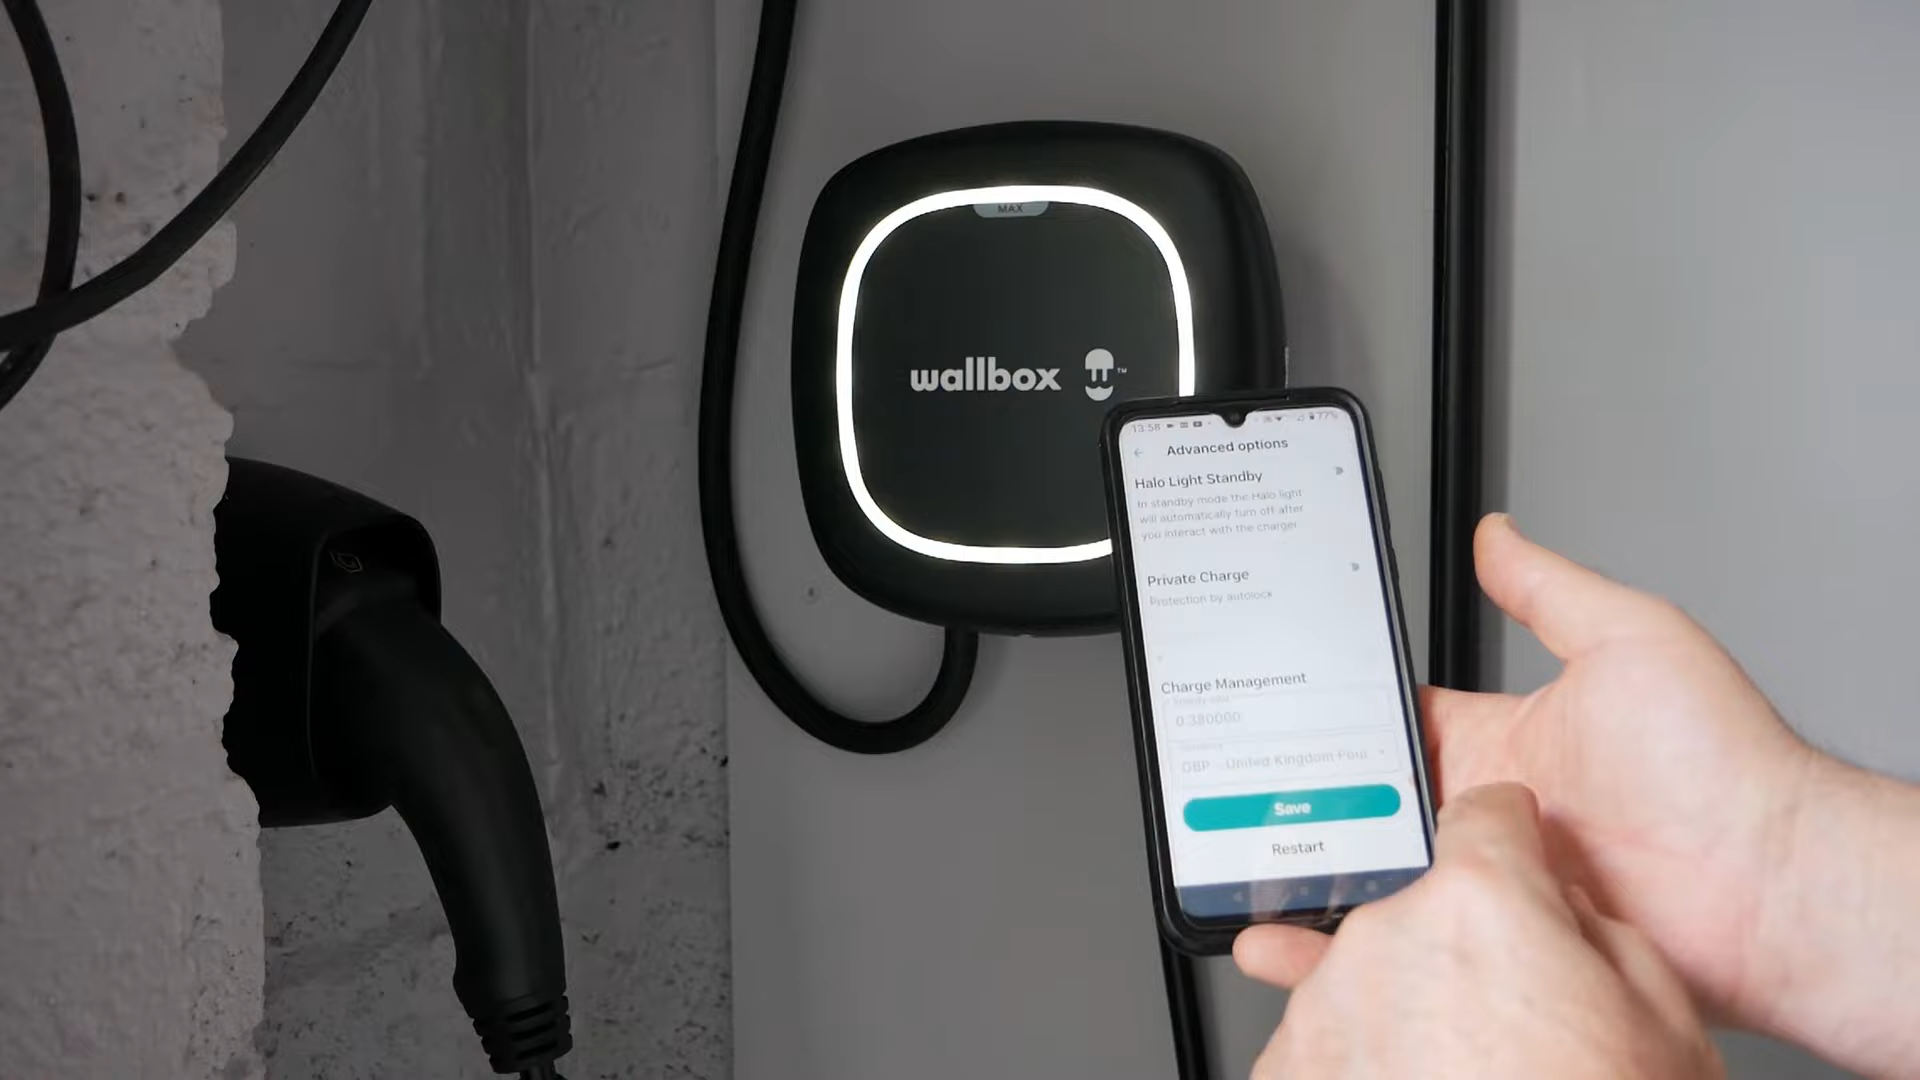 MAX
wallbox ™
13:58
77%
Advanced options
Halo Light Standby
In standby mode the Halo light
will automatically turn off after
you interact with the charger
Private Charge
Protection by autolock
Charge Management
0.380000
GBP - United Kingdom Pou
Save
Restart